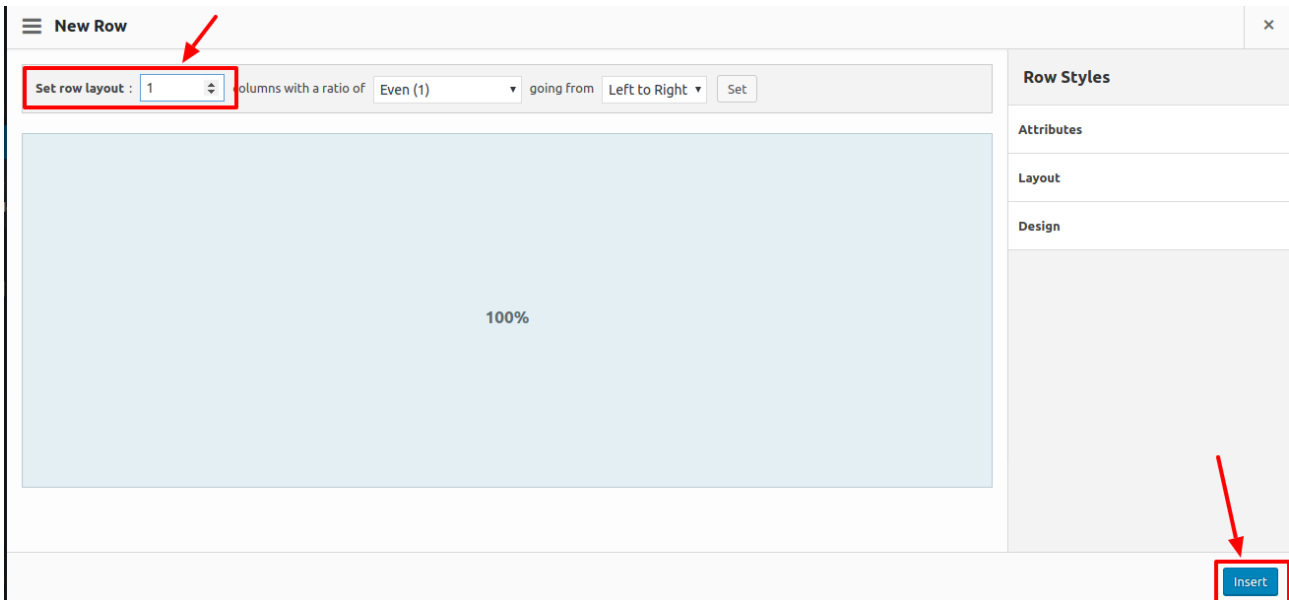 New Row
×
Set row layout : 1 columns with a ratio of Even (1) going from Left to Right Set
Row Styles
Attributes
Layout
Design
100%
Insert